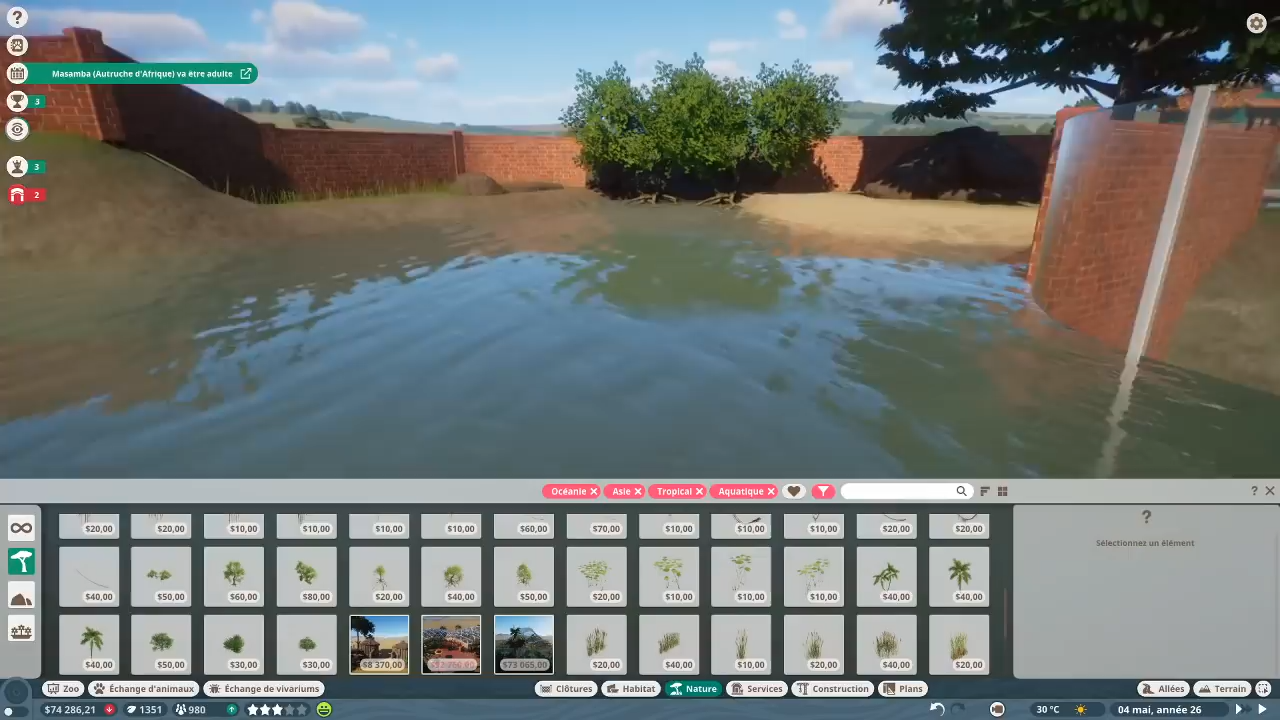 ?
Masamba (Autruche d'Afrique) va être adulte
3
3
2
Océanie × Asie × Tropical × Aquatique ×
? ×
$20,00 $20,00 $10,00 $10,00 $10,00 $10,00 $60,00 $70,00 $10,00 $10,00 $10,00 $20,00 $20,00
?
Sélectionnez un élément
$40,00 $50,00 $60,00 $80,00 $20,00 $40,00 $50,00 $20,00 $10,00 $10,00 $10,00 $40,00 $40,00
$40,00 $50,00 $30,00 $30,00 $8 370,00 $73 065,00 $20,00 $40,00 $10,00 $20,00 $40,00 $20,00
Zoo Échange d'animaux Échange de vivariums Clôtures Habitat Nature Services Construction Plans Allées Terrain
$74 286,21 1351 980 30 °C 04 mai, année 26